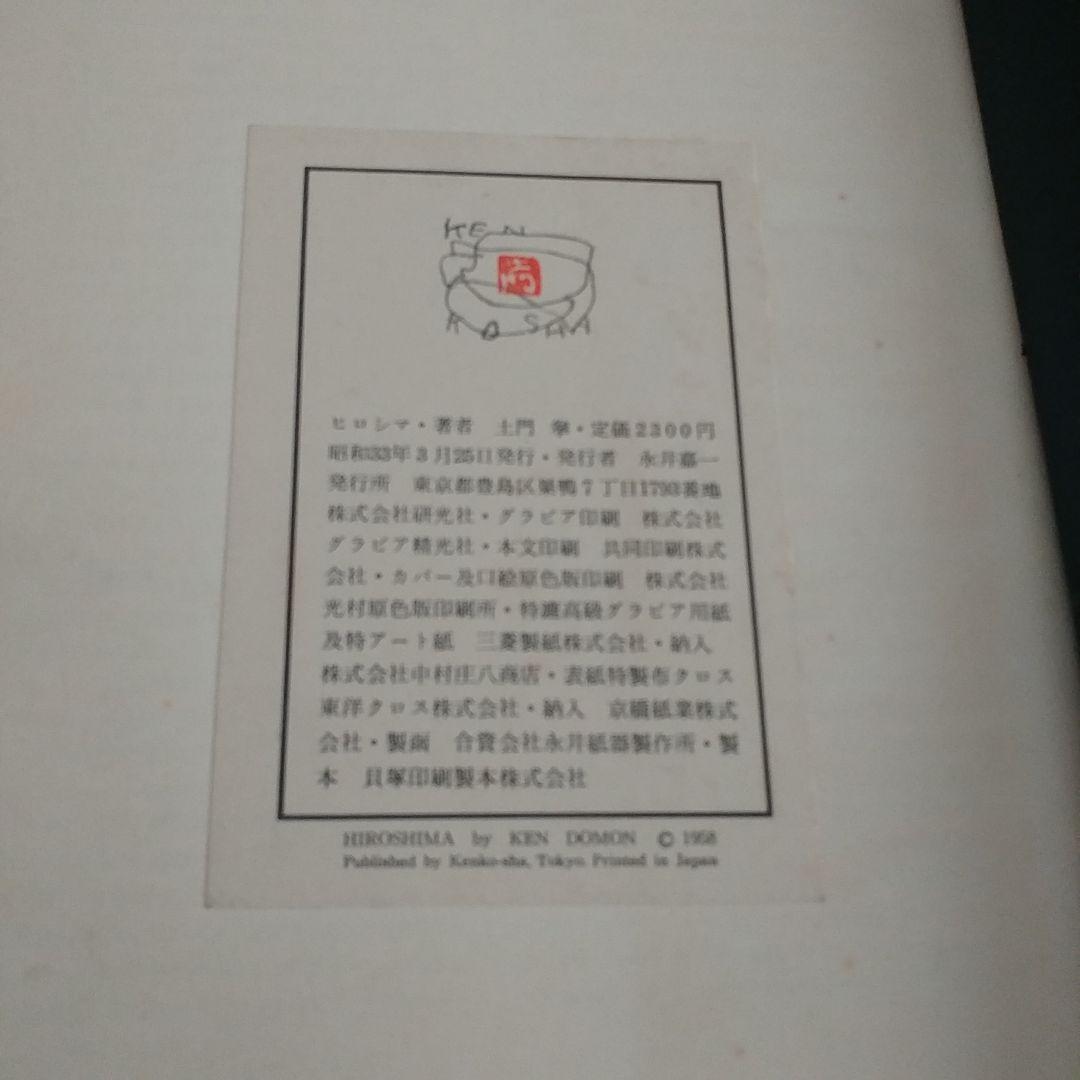 KEN
KOSHA
ヒロシマ・著者 土門 拳・定価2300円
昭和33年3月25日発行・発行者 永井嘉一
発行所 東京都豊島区巣鴨7丁目1793番地
株式会社研光社・グラビア印刷 株式会社
グラビア精光社・本文印刷 共同印刷株式
会社・カバー及口絵原色版印刷 株式会社
光村原色版印刷所・特漉高級グラビア用紙
及特アート紙 三菱製紙株式会社・納入
株式会社中村庄八商店・表紙特製布クロス
東洋クロス株式会社・納入 京橋紙業株式
会社・製函 合資会社永井紙器製作所・製
本 貝塚印刷製本株式会社
HIROSHIMA by KEN DOMON © 1958
Published by Kenko-sha, Tokyo. Printed in Japan